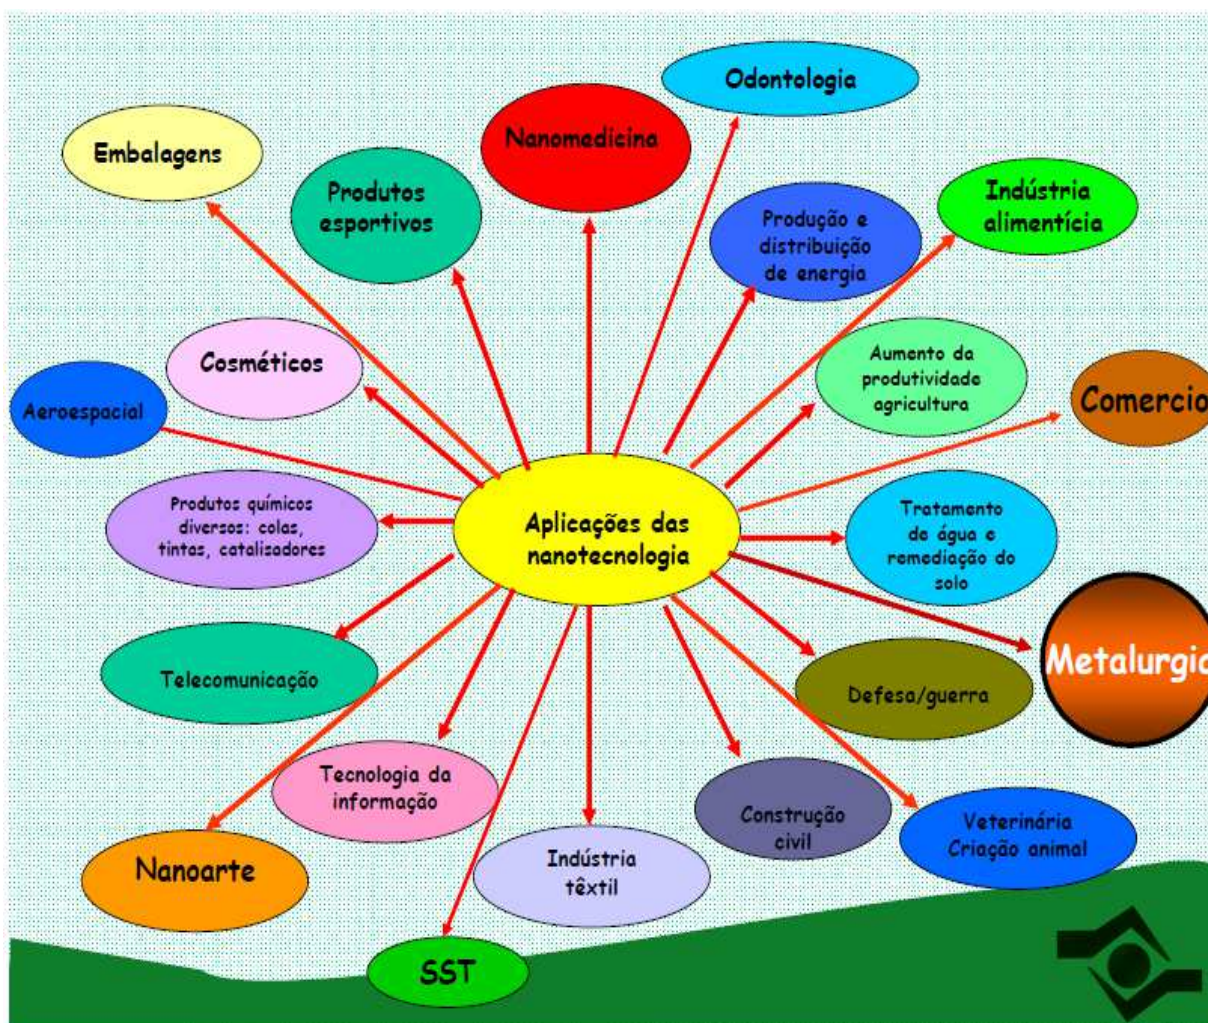 Odontologia
Embalagens
Nanomedicina
Produtos
esportivos
Indústria
alimentícia
Produção e
distribuição
de energia
Cosméticos
Aumento da
produtividade
agricultura
Aeroespacial
Comercio
Produtos químicos
diversos: colas,
tintas, catalisadores
Aplicações das
nanotecnologia
Tratamento
de água e
remediação do
solo
Telecomunicação
Defesa/guerra
Metalurgia
Tecnologia da
informação
Construção
civil
Veterinária
Criação animal
Nanoarte
Indústria
têxtil
SST